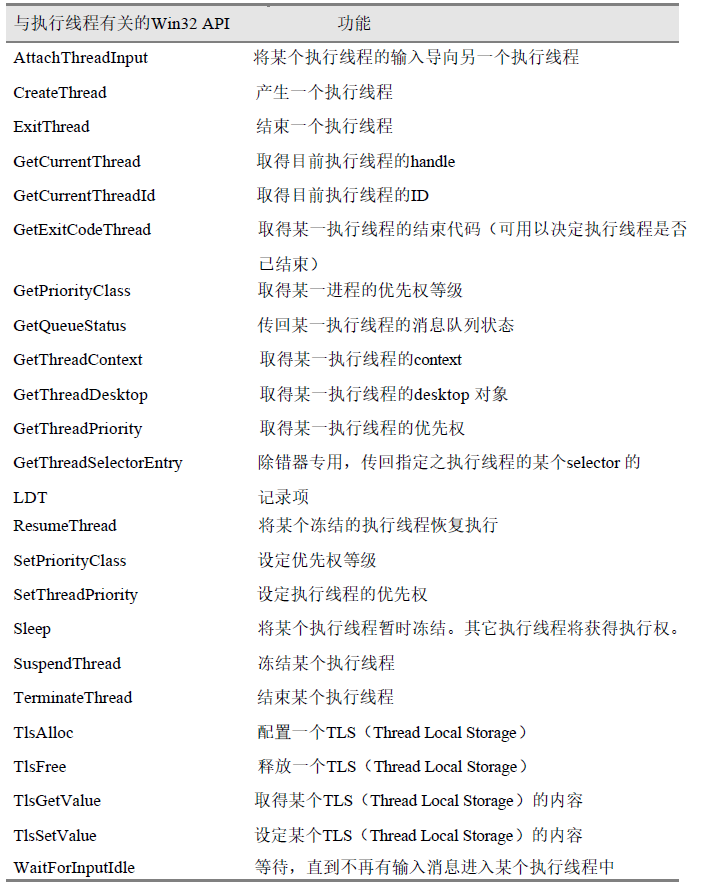 与执行线程有关的Win32 API 功能
AttachThreadInput 将某个执行线程的输入导向另一个执行线程
CreateThread 产生一个执行线程
ExitThread 结束一个执行线程
GetCurrentThread 取得目前执行线程的handle
GetCurrentThreadId 取得目前执行线程的ID
GetExitCodeThread 取得某一执行线程的结束代码（可用以决定执行线程是否
已结束）
GetPriorityClass 取得某一进程的优先权等级
GetQueueStatus 传回某一执行线程的消息队列状态
GetThreadContext 取得某一执行线程的context
GetThreadDesktop 取得某一执行线程的desktop 对象
GetThreadPriority 取得某一执行线程的优先权
GetThreadSelectorEntry 除错器专用，传回指定之执行线程的某个selector 的
LDT 记录项
ResumeThread 将某个冻结的执行线程恢复执行
SetPriorityClass 设定优先权等级
SetThreadPriority 设定执行线程的优先权
Sleep 将某个执行线程暂时冻结。其它执行线程将获得执行权。
SuspendThread 冻结某个执行线程
TerminateThread 结束某个执行线程
TlsAlloc 配置一个TLS（Thread Local Storage）
TlsFree 释放一个TLS（Thread Local Storage）
TlsGetValue 取得某个TLS（Thread Local Storage）的内容
TlsSetValue 设定某个TLS（Thread Local Storage）的内容
WaitForInputIdle 等待，直到不再有输入消息进入某个执行线程中